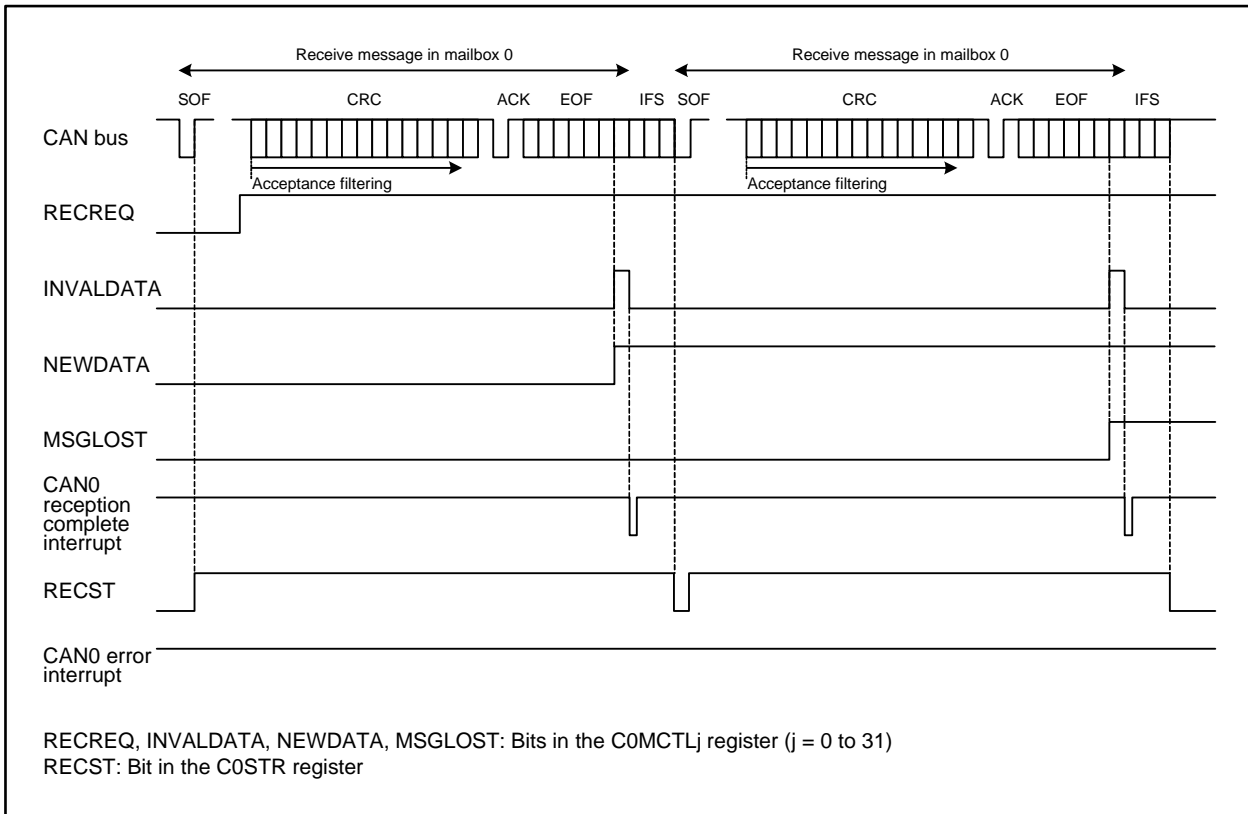 Receive message in mailbox 0 Receive message in mailbox 0
SOF CRC ACK EOF IFS SOF CRC ACK EOF IFS
CAN bus
Acceptance filtering Acceptance filtering
RECREQ
INVALDATA
NEWDATA
MSGLOST
CAN0
reception
complete
interrupt
RECST
CAN0 error
interrupt
RECREQ, INVALDATA, NEWDATA, MSGLOST: Bits in the C0MCTLj register (j = 0 to 31)
RECST: Bit in the C0STR register